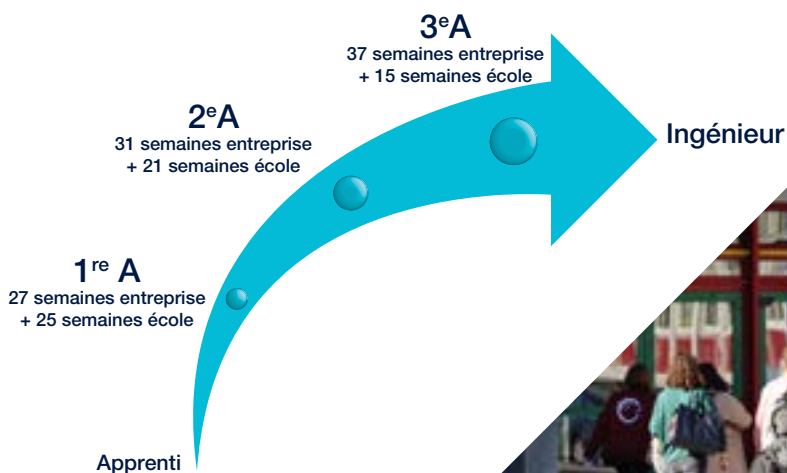 3eA
37 semaines entreprise
+ 15 semaines école
2eA
31 semaines entreprise
+ 21 semaines école
Ingénieur
1re A
27 semaines entreprise
+ 25 semaines école
Apprenti